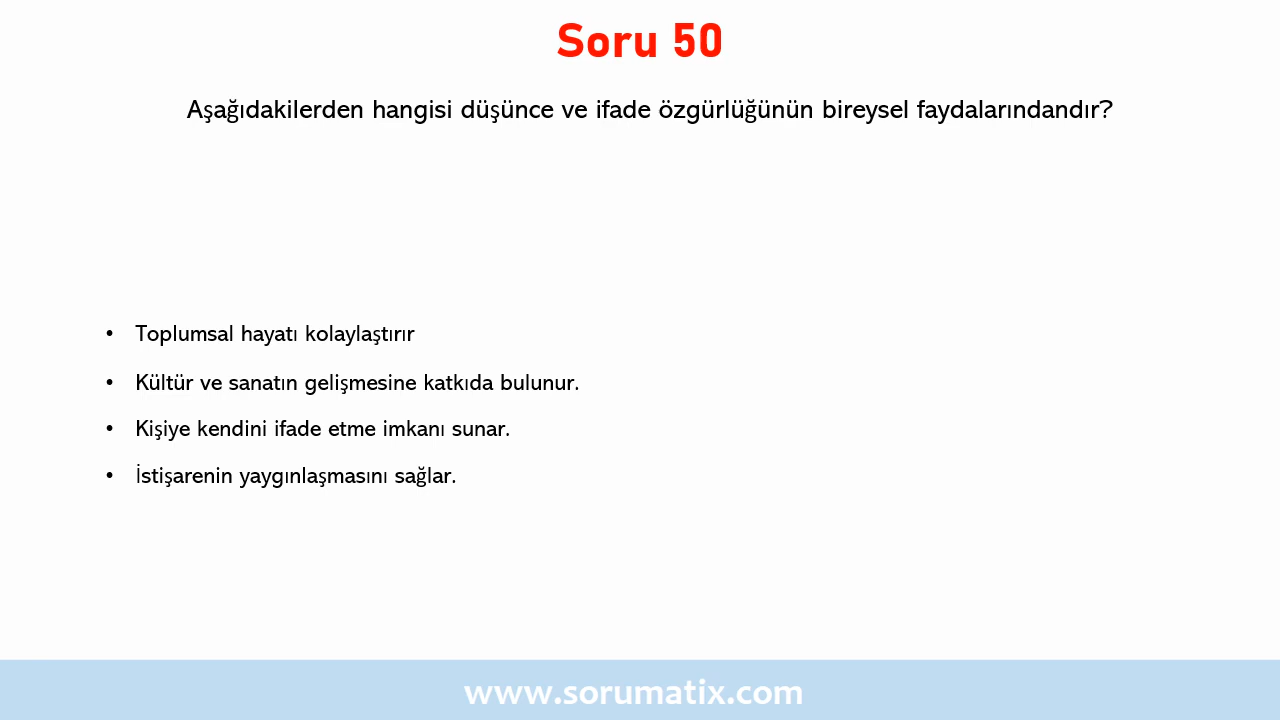 Soru 50
Aşağıdakilerden hangisi düşünce ve ifade özgürlüğünün bireysel faydalarındandır?
• Toplumsal hayatı kolaylaştırır
• Kültür ve sanatın gelişmesine katkıda bulunur.
• Kişiye kendini ifade etme imkanı sunar.
• İstişarenin yaygınlaşmasını sağlar.
www.sorumatix.com